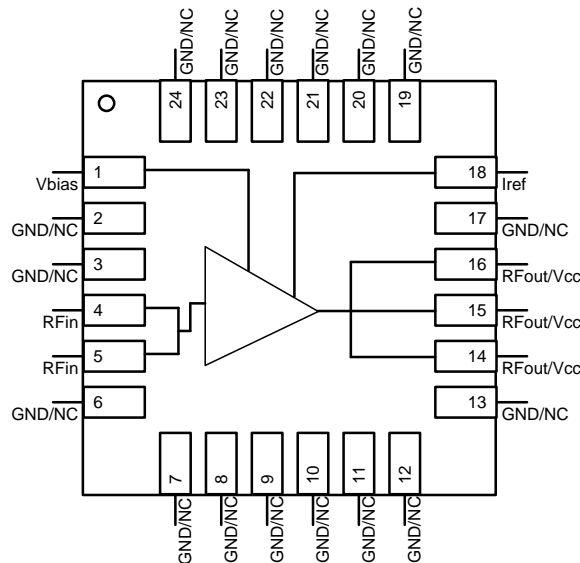 GND/NC GND/NC GND/NC GND/NC GND/NC GND/NC
24 23 22 21 20 19
Vbias 1
18 Iref
GND/NC 2
17 GND/NC
GND/NC 3
16 RFout/Vcc
RFin 4
15 RFout/Vcc
RFin 5
14 RFout/Vcc
GND/NC 6
13 GND/NC
7 8 9 10 11 12
GND/NC GND/NC GND/NC GND/NC GND/NC GND/NC